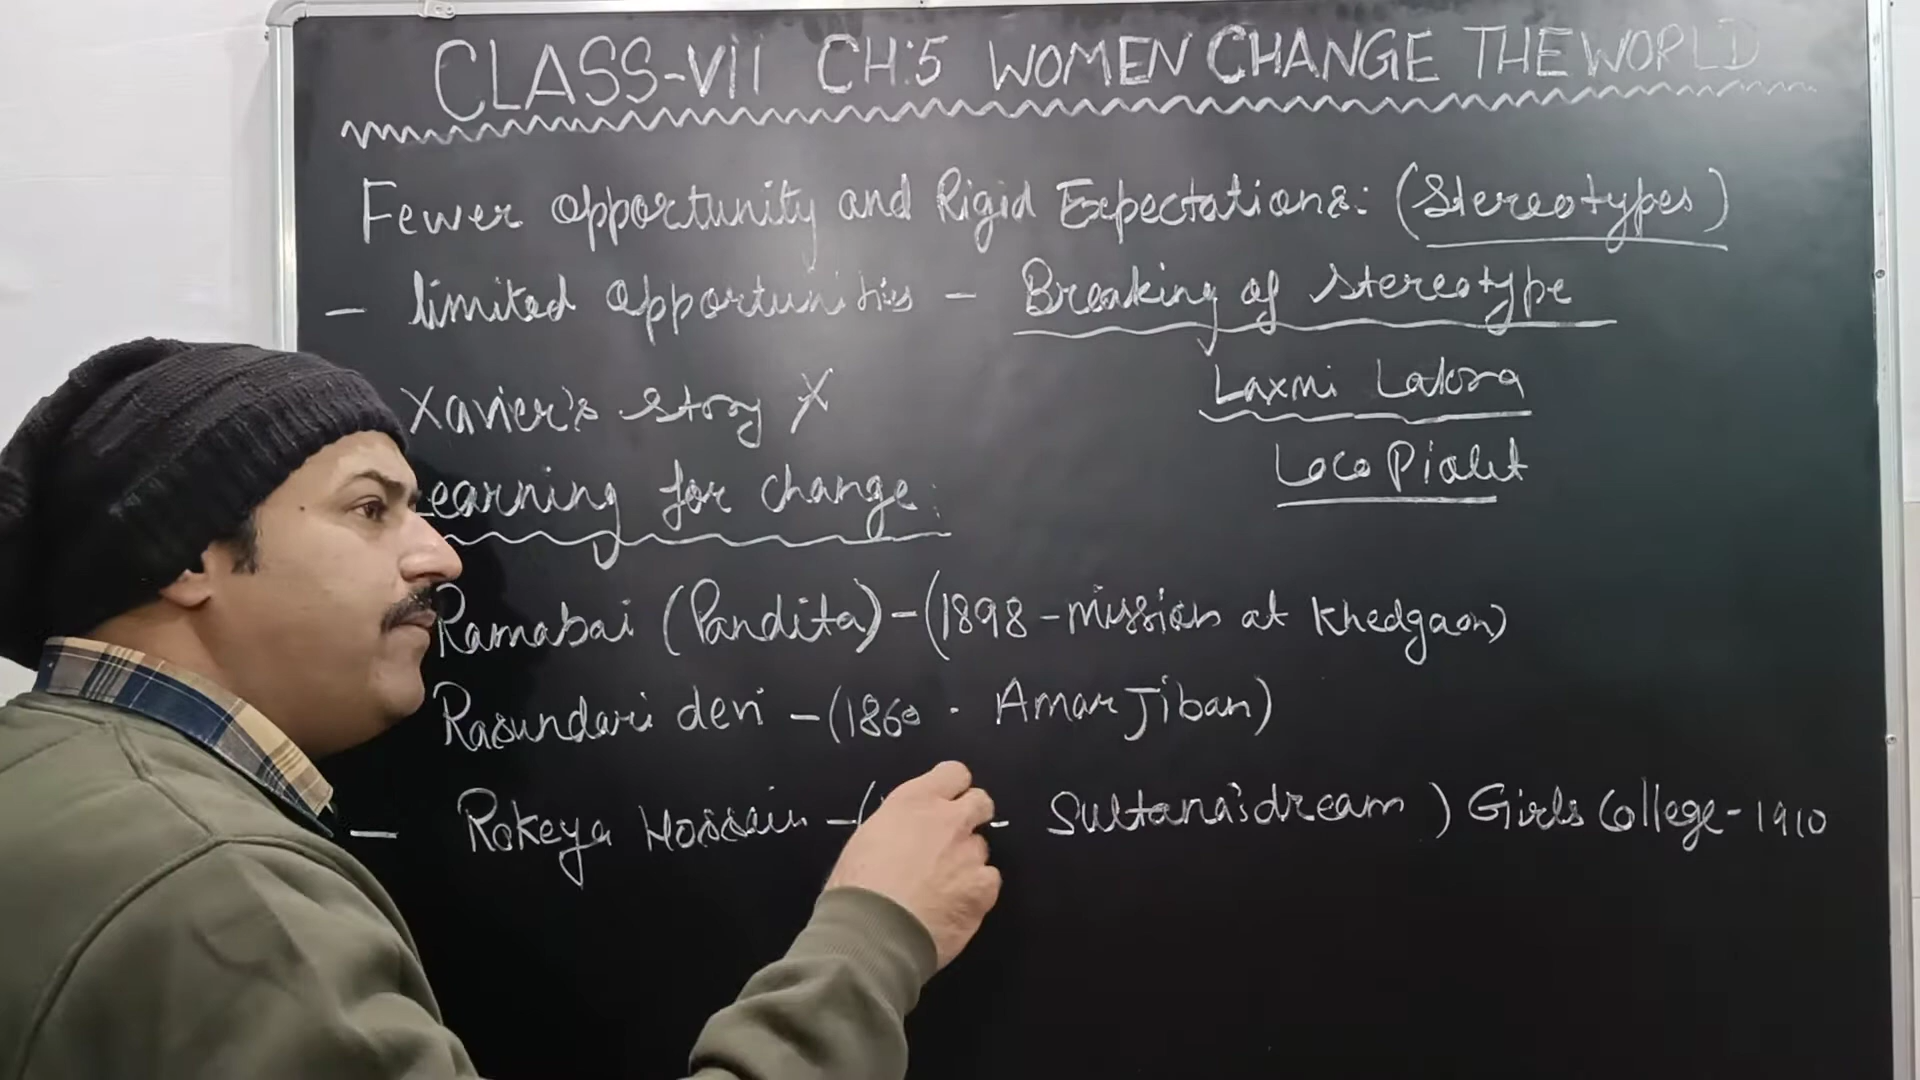 CLASS-Vii CH:5 WOMEN CHANGE THE WORLD
Fewer opportunity and Rigid Expectations: (Stereotypes)
- limited opportunities - Breaking of stereotype
Xavier's story X
Laxmi Lakra
Loco Pialet
Learning for change:
Ramabai (Pandita) - (1898 - mission at Khedgaon)
Rasundari devi - (1860 - Amar Jiban)
- Rokeya Hossain - ( - Sultana's dream ) Girls College - 1910